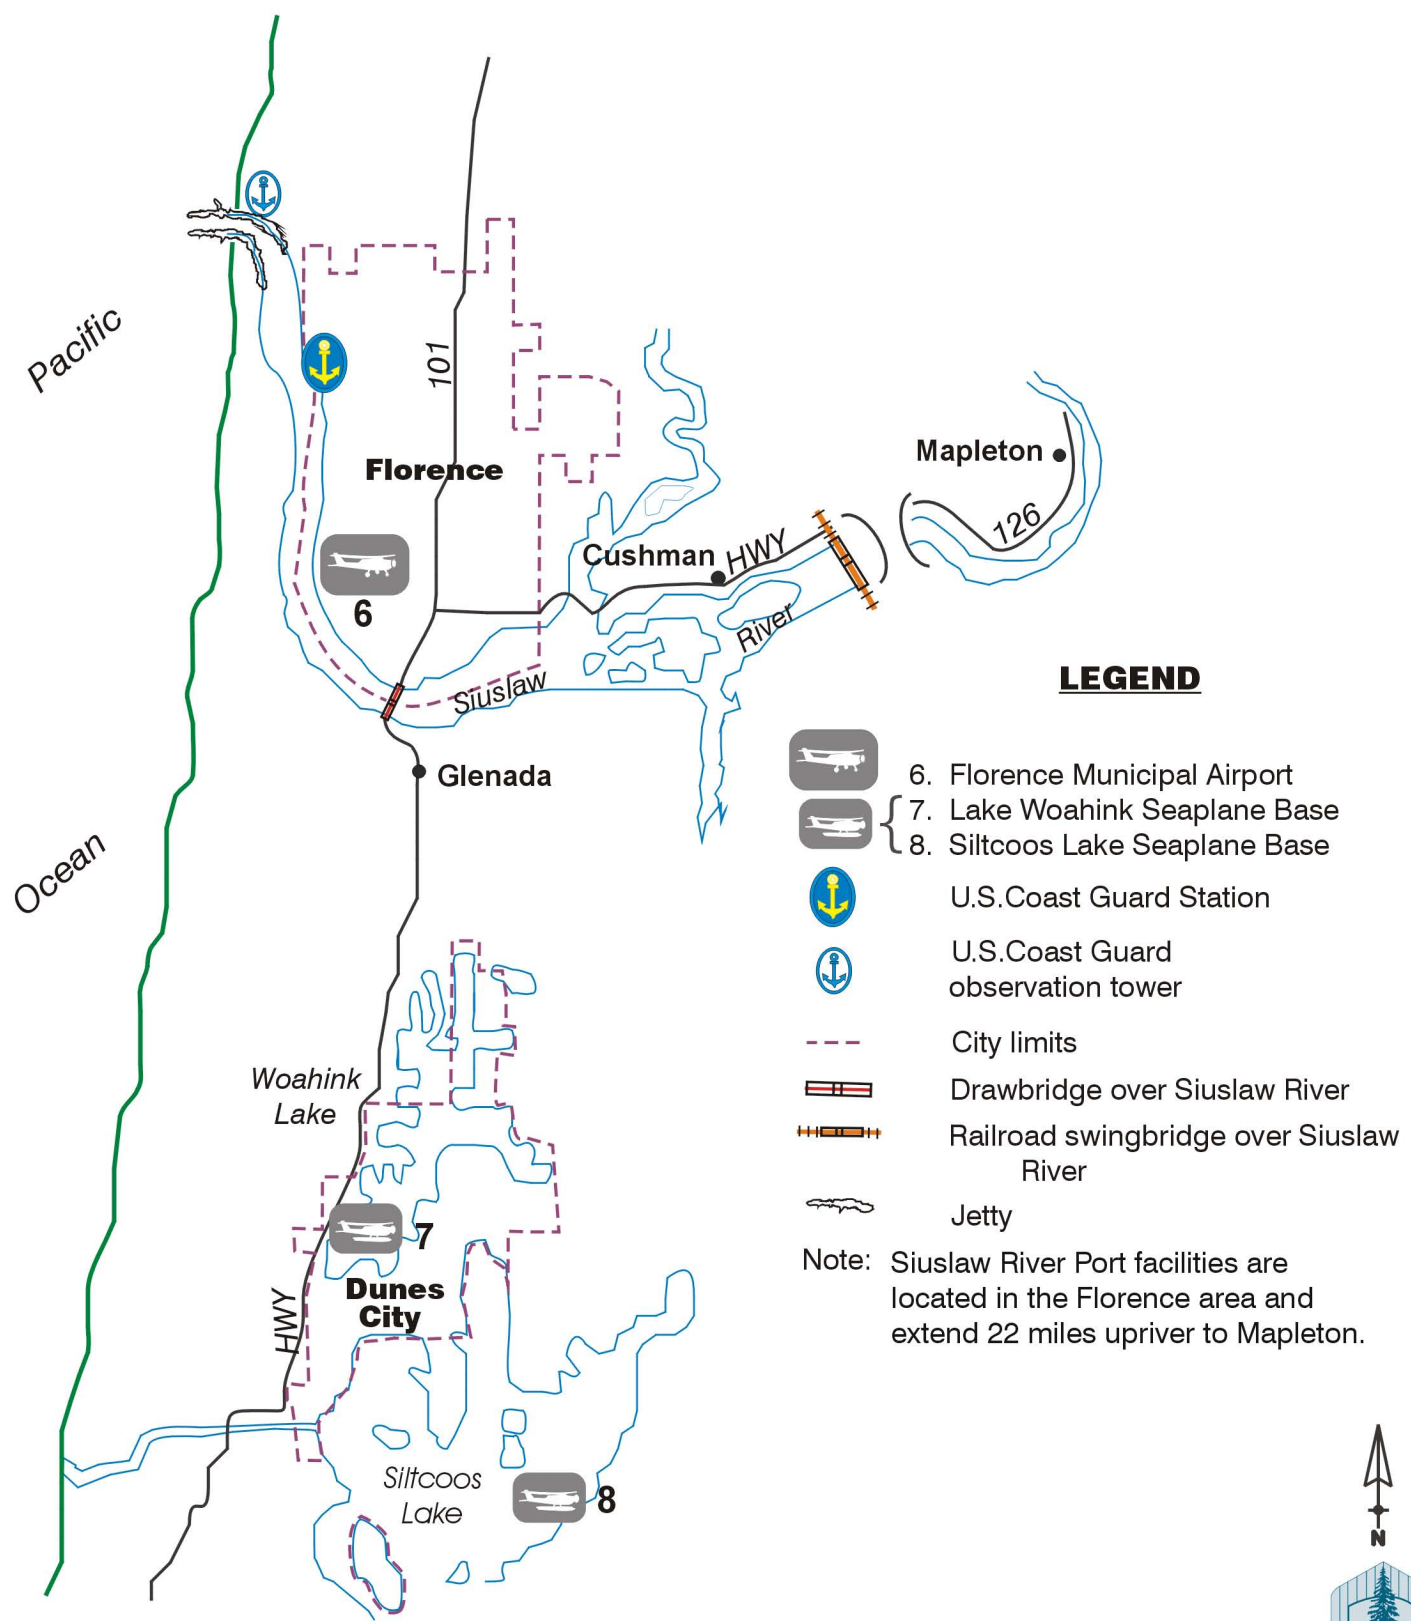 Pacific
Ocean
101
Florence
6
Cushman
HWY
River
Siuslaw
Glenada
Mapleton
126
Woahink
Lake
7
Dunes
City
HWY
Siltcoos
Lake
8
LEGEND
6. Florence Municipal Airport
7. Lake Woahink Seaplane Base
8. Siltcoos Lake Seaplane Base
U.S.Coast Guard Station
U.S.Coast Guard
observation tower
City limits
Drawbridge over Siuslaw River
Railroad swingbridge over Siuslaw
River
Jetty
Note: Siuslaw River Port facilities are
located in the Florence area and
extend 22 miles upriver to Mapleton.
N